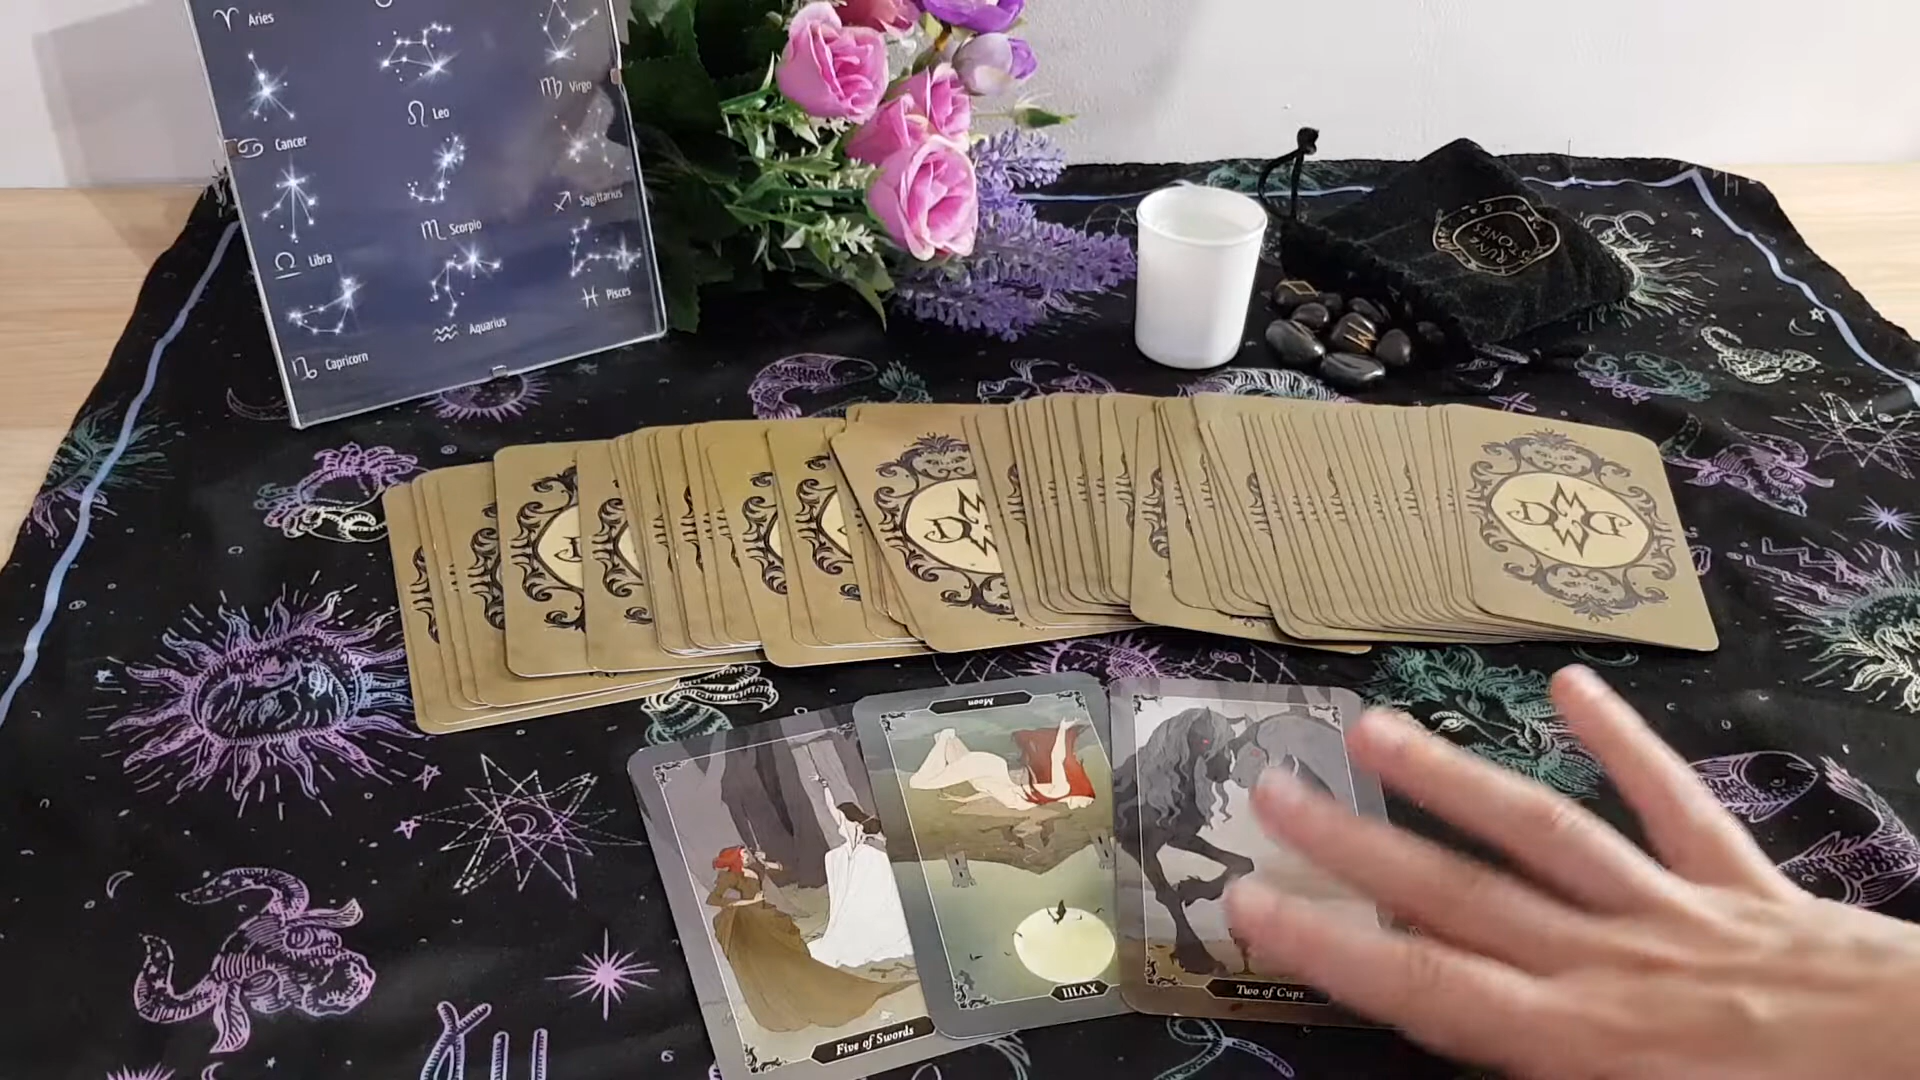 ♈ Aries
♌ Leo
♍ Virgo
♋ Cancer
♏ Scorpio
♐ Sagittarius
♎ Libra
♒ Aquarius
♓ Pisces
♑ Capricorn
RUNE
STONES
Moon
XVIII
Five of Swords
Two of Cups